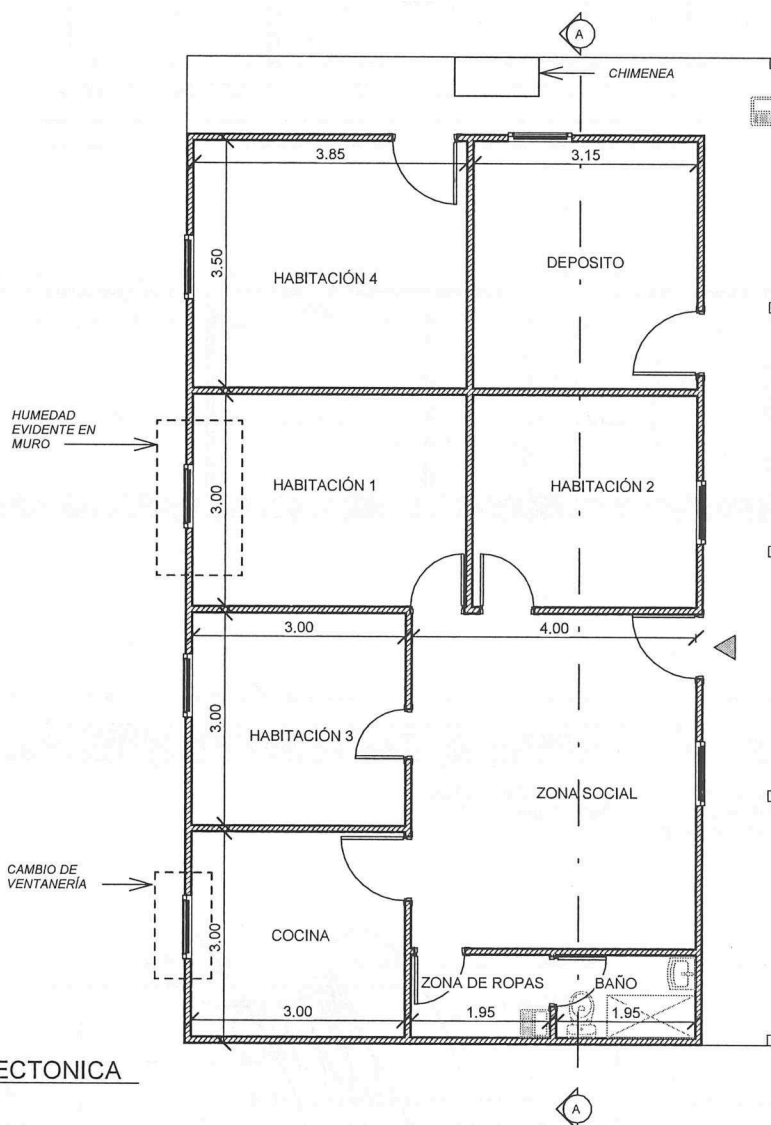 A
CHIMENEA
3.85
3.15
3.50
HABITACIÓN 4
DEPOSITO
HUMEDAD
EVIDENTE EN
MURO
3.00
HABITACIÓN 1
HABITACIÓN 2
3.00
4.00
3.00
HABITACIÓN 3
ZONA SOCIAL
CAMBIO DE
VENTANERÍA
3.00
COCINA
ZONA DE ROPAS
BAÑO
3.00
1.95
1.95
ECTONICA
A